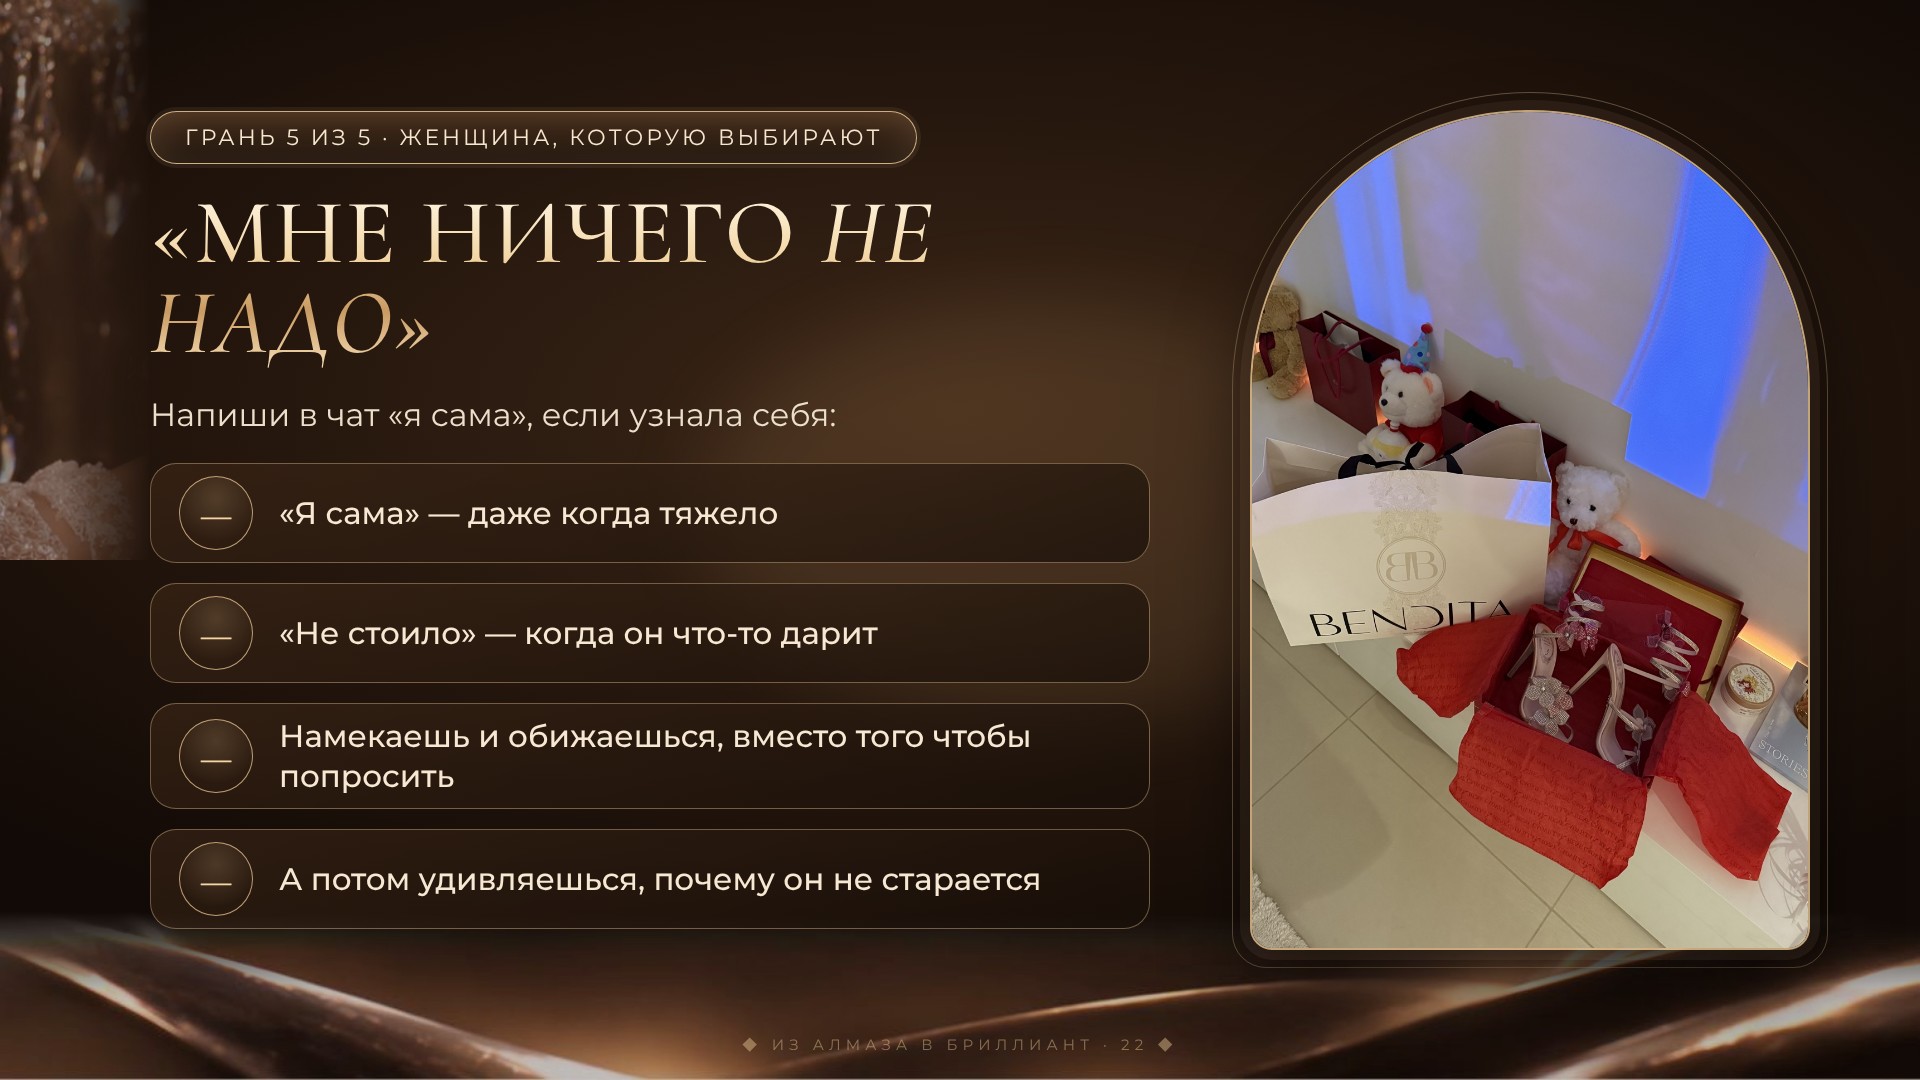 ГРАНЬ 5 ИЗ 5 · ЖЕНЩИНА, КОТОРУЮ ВЫБИРАЮТ
«МНЕ НИЧЕГО НЕ
НАДО»
Напиши в чат «я сама», если узнала себя:
— «Я сама» — даже когда тяжело
— «Не стоило» — когда он что-то дарит
— Намекаешь и обижаешься, вместо того чтобы
попросить
— А потом удивляешься, почему он не старается
BB
BENDITA
STORIES
◆ ИЗ АЛМАЗА В БРИЛЛИАНТ · 22 ◆